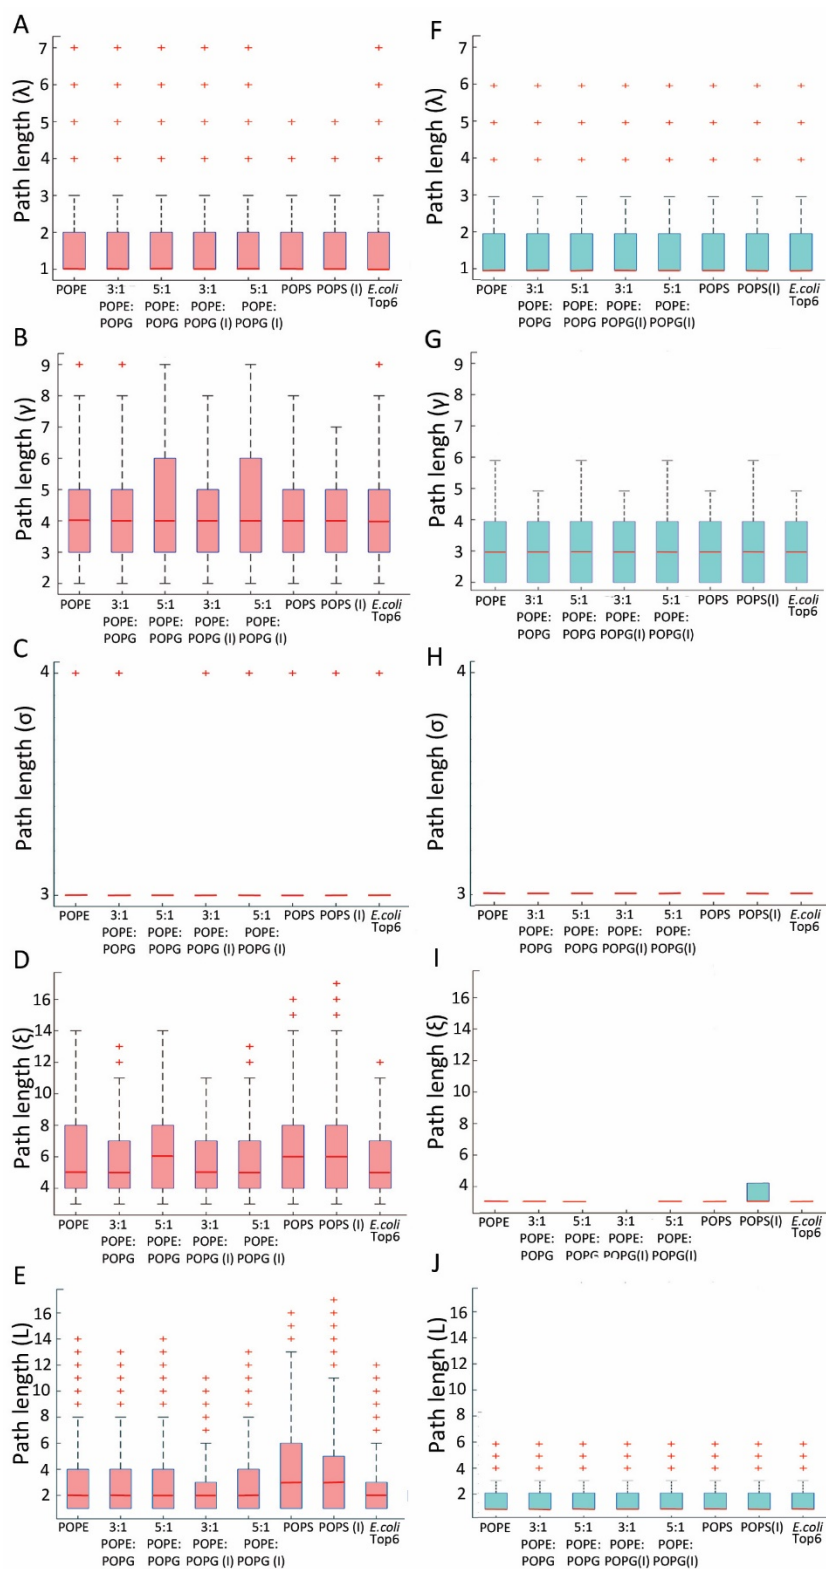 A
Path length (λ)
7
6
5
4
3
2
1
POPE 3:1 5:1 3:1 5:1 POPS POPS (I) E.coli
POPE: POPE: POPE: POPE: Top6
POPG POPG POPG (I) POPG (I)
F
Path length (λ)
7
6
5
4
3
2
1
POPE 3:1 5:1 3:1 5:1 POPS POPS(I) E.coli
POPE: POPE: POPE: POPE: Top6
POPG POPG POPG(I) POPG(I)
B
Path length (γ)
9
8
7
6
5
4
3
2
POPE 3:1 5:1 3:1 5:1 POPS POPS (I) E.coli
POPE: POPE: POPE: POPE: Top6
POPG POPG POPG (I) POPG (I)
G
Path length (γ)
9
8
7
6
5
4
3
2
POPE 3:1 5:1 3:1 5:1 POPS POPS(I) E.coli
POPE: POPE: POPE: POPE: Top6
POPG POPG POPG(I) POPG(I)
C
Path length (σ)
4
3
POPE 3:1 5:1 3:1 5:1 POPS POPS (I) E.coli
POPE: POPE: POPE: POPE: Top6
POPG POPG POPG (I) POPG (I)
H
Path lengh (σ)
4
3
POPE 3:1 5:1 3:1 5:1 POPS POPS(I) E.coli
POPE: POPE: POPE: POPE: Top6
POPG POPG POPG(I) POPG(I)
D
Path length (ξ)
16
14
12
10
8
6
4
POPE 3:1 5:1 3:1 5:1 POPS POPS (I) E.coli
POPE: POPE: POPE: POPE: Top6
POPG POPG POPG (I) POPG (I)
I
Path lengh (ξ)
16
14
12
10
8
6
4
POPE 3:1 5:1 3:1 5:1 POPS POPS(I) E.coli
POPE: POPE: POPE: POPE: Top6
POPG POPG POPG(I) POPG(I)
E
Path length (L)
16
14
12
10
8
6
4
2
POPE 3:1 5:1 3:1 5:1 POPS POPS (I) E.coli
POPE: POPE: POPE: POPE: Top6
POPG POPG POPG (I) POPG (I)
J
Path length (L)
16
14
12
10
8
6
4
2
POPE 3:1 5:1 3:1 5:1 POPS POPS(I) E.coli
POPE: POPE: POPE: POPE: Top6
POPG POPG POPG(I) POPG(I)